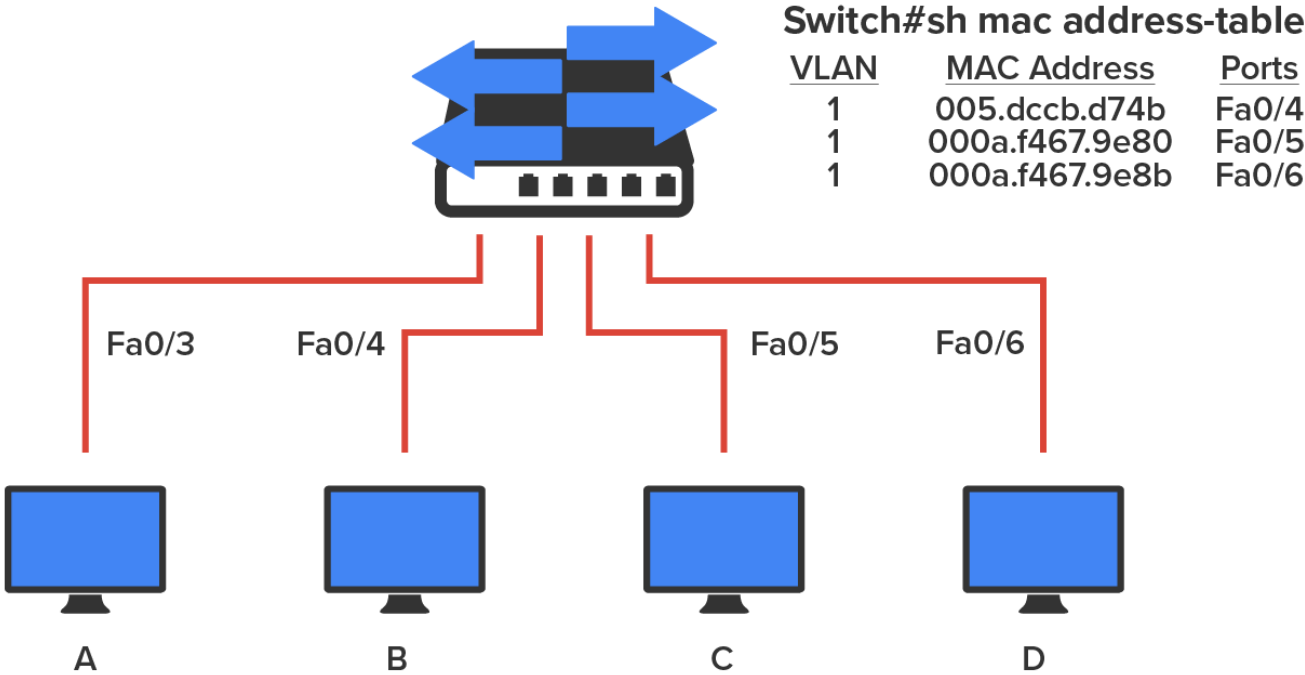 Switch#sh mac address-table
VLAN MAC Address Ports
1 005.dccb.d74b Fa0/4
1 000a.f467.9e80 Fa0/5
1 000a.f467.9e8b Fa0/6
Fa0/3 Fa0/4 Fa0/5 Fa0/6
A B C D